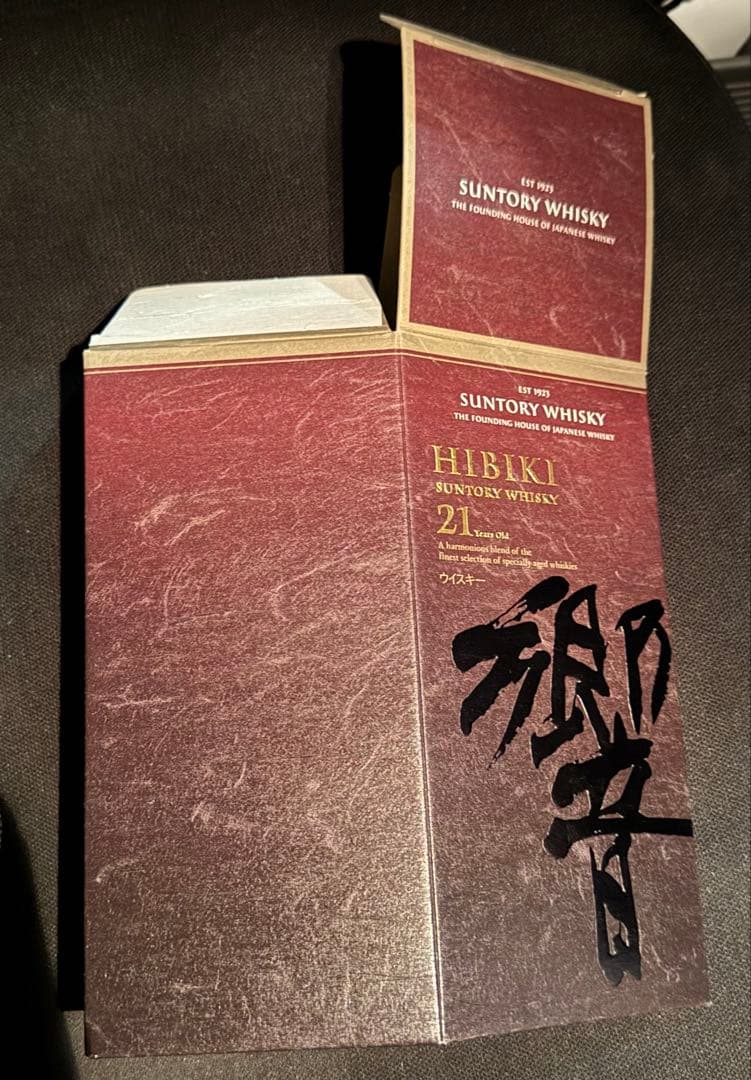 EST 1923
SUNTORY WHISKY
THE FOUNDING HOUSE OF JAPANESE WHISKY
EST 1923
SUNTORY WHISKY
THE FOUNDING HOUSE OF JAPANESE WHISKY
HIBIKI
SUNTORY WHISKY
21 Years Old
A harmonious blend of the
finest selection of specially aged whiskies
ウイスキー
響